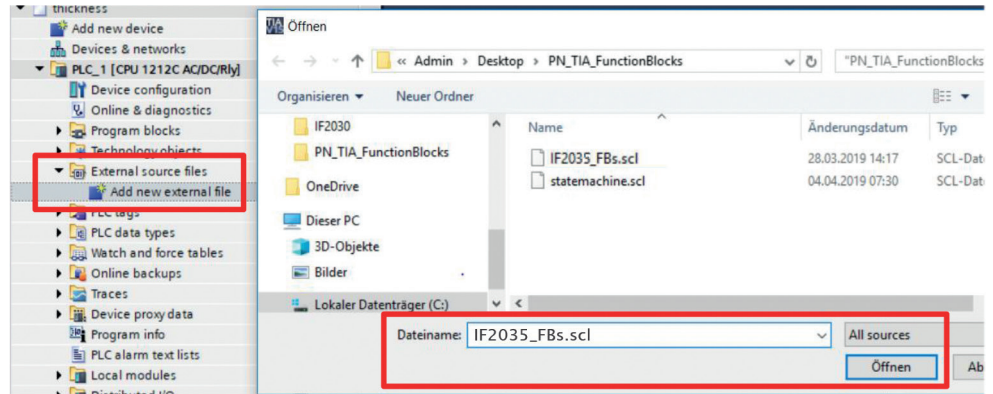 thickness
Add new device
Devices & networks
PLC_1 [CPU 1212C AC/DC/Rly]
Device configuration
Online & diagnostics
Program blocks
Technology objects
External source files
Add new external file
PLC tags
PLC data types
Watch and force tables
Online backups
Traces
Device proxy data
Program info
PLC alarm text lists
Local modules
Distributed I/O
Öffnen
« Admin > Desktop > PN_TIA_FunctionBlocks
"PN_TIA_FunctionBlocks
Organisieren Neuer Ordner
IF2030
PN_TIA_FunctionBlocks
OneDrive
Dieser PC
3D-Objekte
Bilder
Lokaler Datenträger (C:)
Name Änderungsdatum Typ
IF2035_FBs.scl 28.03.2019 14:17 SCL-Dat
statemachine.scl 04.04.2019 07:30 SCL-Dat
Dateiname: IF2035_FBs.scl All sources
Öffnen Ab